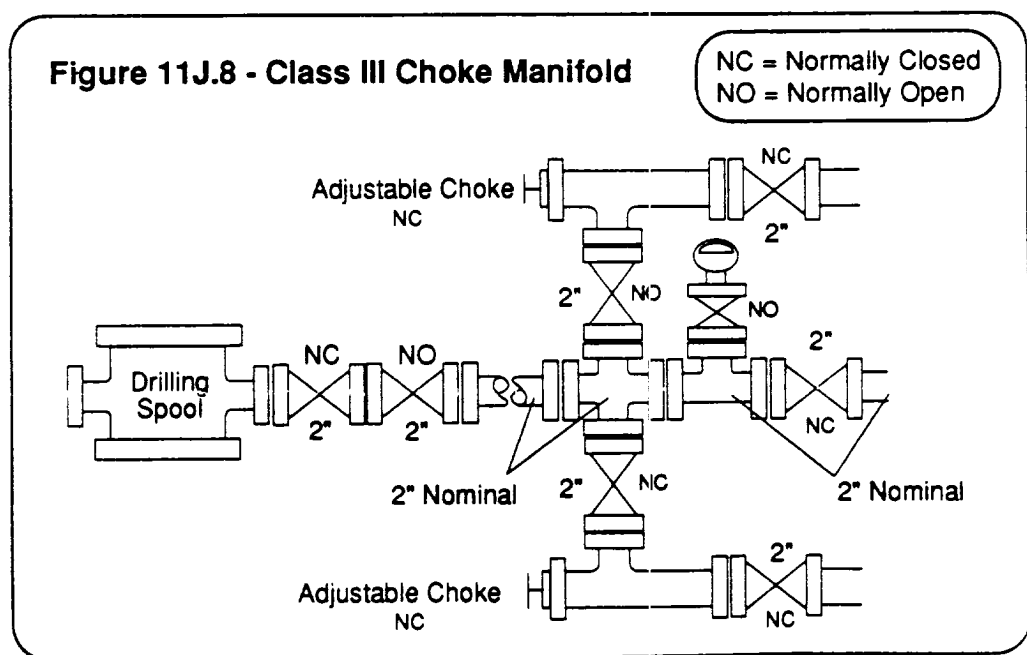 Figure 11J.8 - Class III Choke Manifold
NC = Normally Closed
NO = Normally Open
Adjustable Choke
NC
NC
2"
2"
NO
NO
Drilling
Spool
NC
NO
2"
2"
2"
NC
2" Nominal
2"
NC
2" Nominal
Adjustable Choke
NC
2"
NC